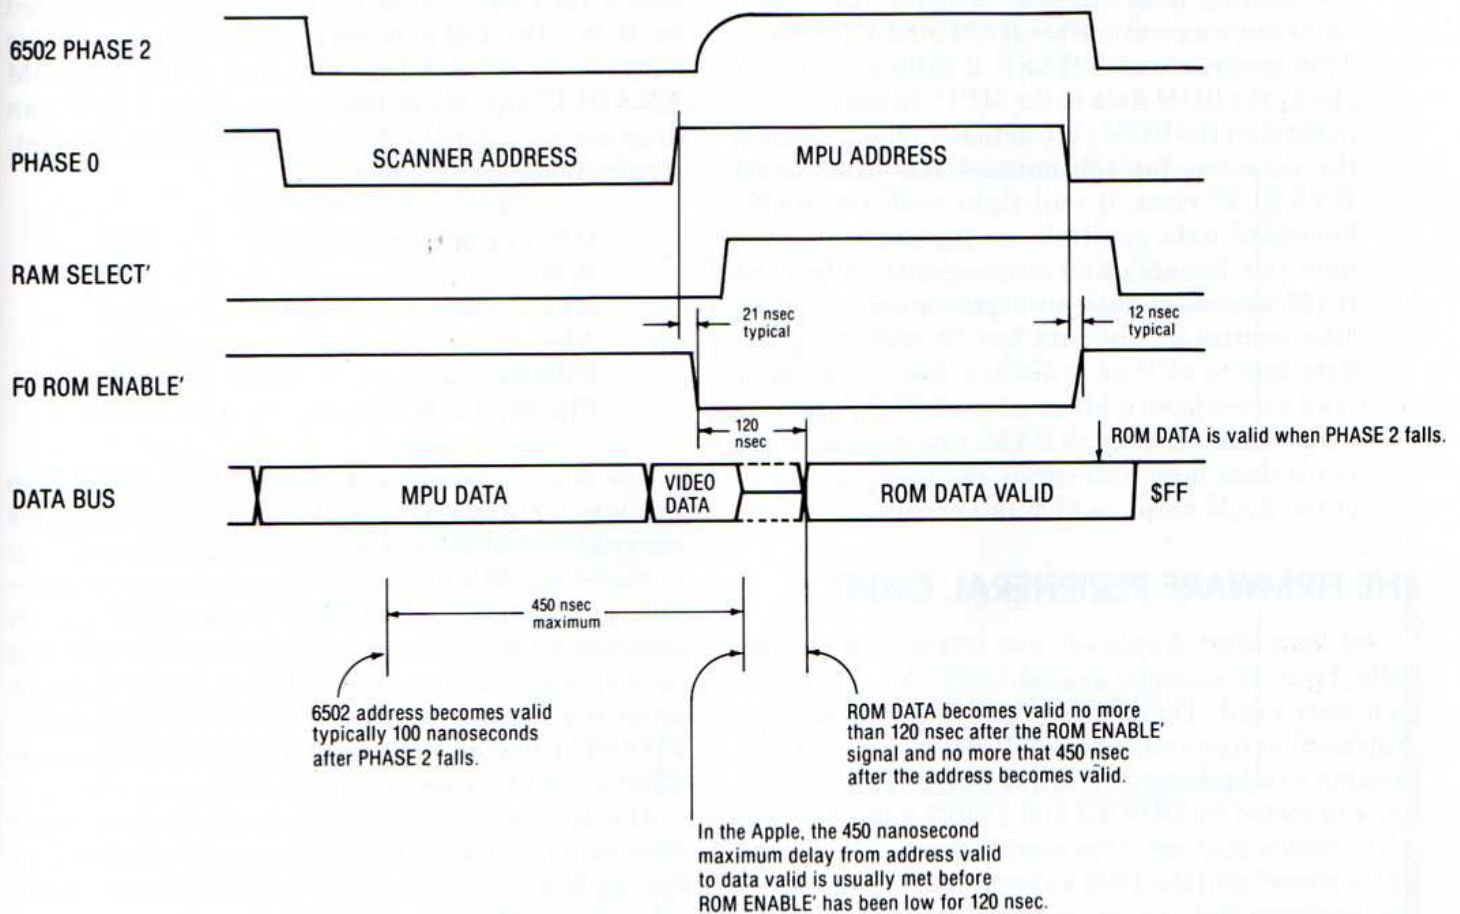 6502 PHASE 2
PHASE 0
SCANNER ADDRESS
MPU ADDRESS
RAM SELECT'
21 nsec
typical
12 nsec
typical
F0 ROM ENABLE'
120
nsec
ROM DATA is valid when PHASE 2 falls.
DATA BUS
MPU DATA
VIDEO
DATA
ROM DATA VALID
$FF
450 nsec
maximum
6502 address becomes valid
typically 100 nanoseconds
after PHASE 2 falls.
ROM DATA becomes valid no more
than 120 nsec after the ROM ENABLE'
signal and no more that 450 nsec
after the address becomes valid.
In the Apple, the 450 nanosecond
maximum delay from address valid
to data valid is usually met before
ROM ENABLE' has been low for 120 nsec.